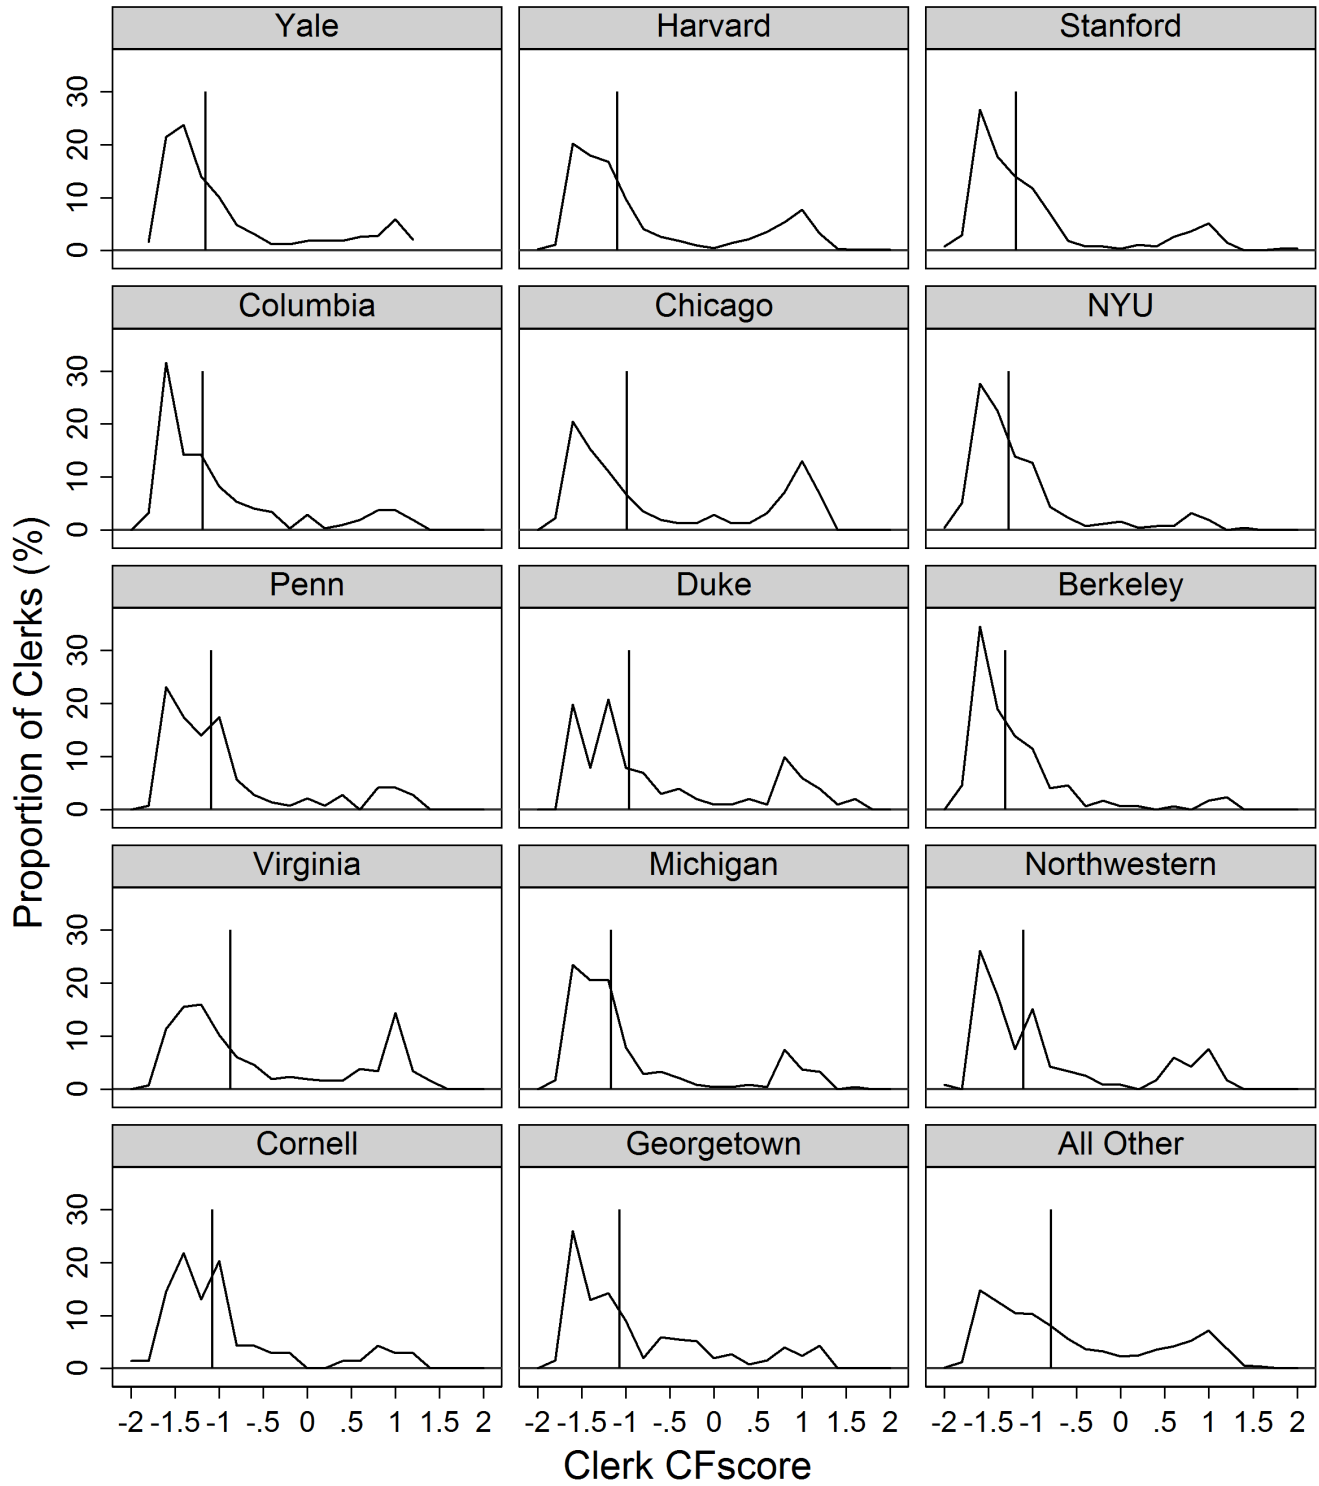 Yale
Harvard
Stanford
0 10 20 30
Columbia
Chicago
NYU
0 10 20 30
Penn
Duke
Berkeley
0 10 20 30
Virginia
Michigan
Northwestern
0 10 20 30
Cornell
Georgetown
All Other
0 10 20 30
-2 -1.5 -1 -.5 0 .5 1 1.5 2
-2 -1.5 -1 -.5 0 .5 1 1.5 2
-2 -1.5 -1 -.5 0 .5 1 1.5 2
Proportion of Clerks (%)
Clerk CFscore